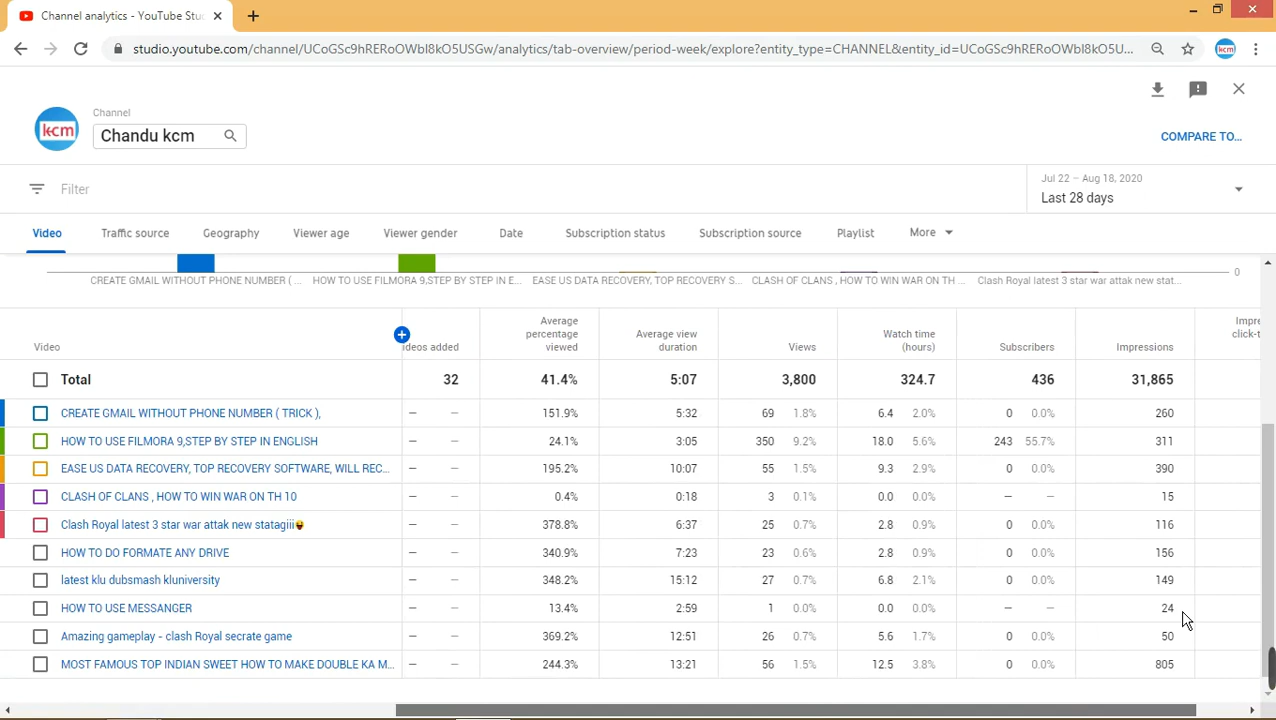 Channel analytics - YouTube Stu
studio.youtube.com/channel/UCoGSc9hRERoOWbl8kO5USGw/analytics/tab-overview/period-week/explore?entity_type=CHANNEL&entity_id=UCoGSc9hRERoOWbl8kO5U...
kcm
kcm
Channel
Chandu kcm
COMPARE TO...
Filter
Jul 22 – Aug 18, 2020
Last 28 days
Video Traffic source Geography Viewer age Viewer gender Date Subscription status Subscription source Playlist More
0
CREATE GMAIL WITHOUT PHONE NUMBER ( ... HOW TO USE FILMORA 9,STEP BY STEP IN E... EASE US DATA RECOVERY, TOP RECOVERY S... CLASH OF CLANS , HOW TO WIN WAR ON TH ... Clash Royal latest 3 star war attak new stat...
Video ideos added Average percentage viewed Average view duration Views Watch time (hours) Subscribers Impressions Impre click-t
Total 32 41.4% 5:07 3,800 324.7 436 31,865
CREATE GMAIL WITHOUT PHONE NUMBER ( TRICK ), — — 151.9% 5:32 69 1.8% 6.4 2.0% 0 0.0% 260
HOW TO USE FILMORA 9,STEP BY STEP IN ENGLISH — — 24.1% 3:05 350 9.2% 18.0 5.6% 243 55.7% 311
EASE US DATA RECOVERY, TOP RECOVERY SOFTWARE, WILL REC... — — 195.2% 10:07 55 1.5% 9.3 2.9% 0 0.0% 390
CLASH OF CLANS , HOW TO WIN WAR ON TH 10 — — 0.4% 0:18 3 0.1% 0.0 0.0% — — 15
Clash Royal latest 3 star war attak new statagiii😝 — — 378.8% 6:37 25 0.7% 2.8 0.9% 0 0.0% 116
HOW TO DO FORMATE ANY DRIVE — — 340.9% 7:23 23 0.6% 2.8 0.9% 0 0.0% 156
latest klu dubsmash kluniversity — — 348.2% 15:12 27 0.7% 6.8 2.1% 0 0.0% 149
HOW TO USE MESSANGER — — 13.4% 2:59 1 0.0% 0.0 0.0% — — 24
Amazing gameplay - clash Royal secrate game — — 369.2% 12:51 26 0.7% 5.6 1.7% 0 0.0% 50
MOST FAMOUS TOP INDIAN SWEET HOW TO MAKE DOUBLE KA M... — — 244.3% 13:21 56 1.5% 12.5 3.8% 0 0.0% 805